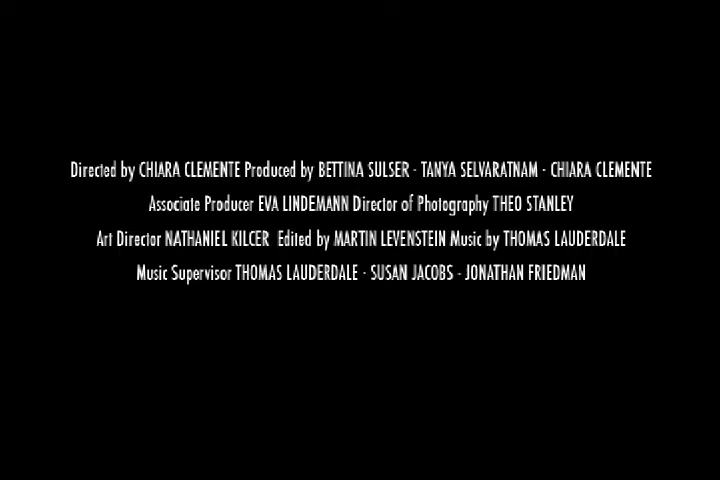 Directed by CHIARA CLEMENTE Produced by BETTINA SULSER - TANYA SELVARATNAM - CHIARA CLEMENTE
Associate Producer EVA LINDEMANN Director of Photography THEO STANLEY
Art Director NATHANIEL KILCER Edited by MARTIN LEVENSTEIN Music by THOMAS LAUDERDALE
Music Supervisor THOMAS LAUDERDALE - SUSAN JACOBS - JONATHAN FRIEDMAN